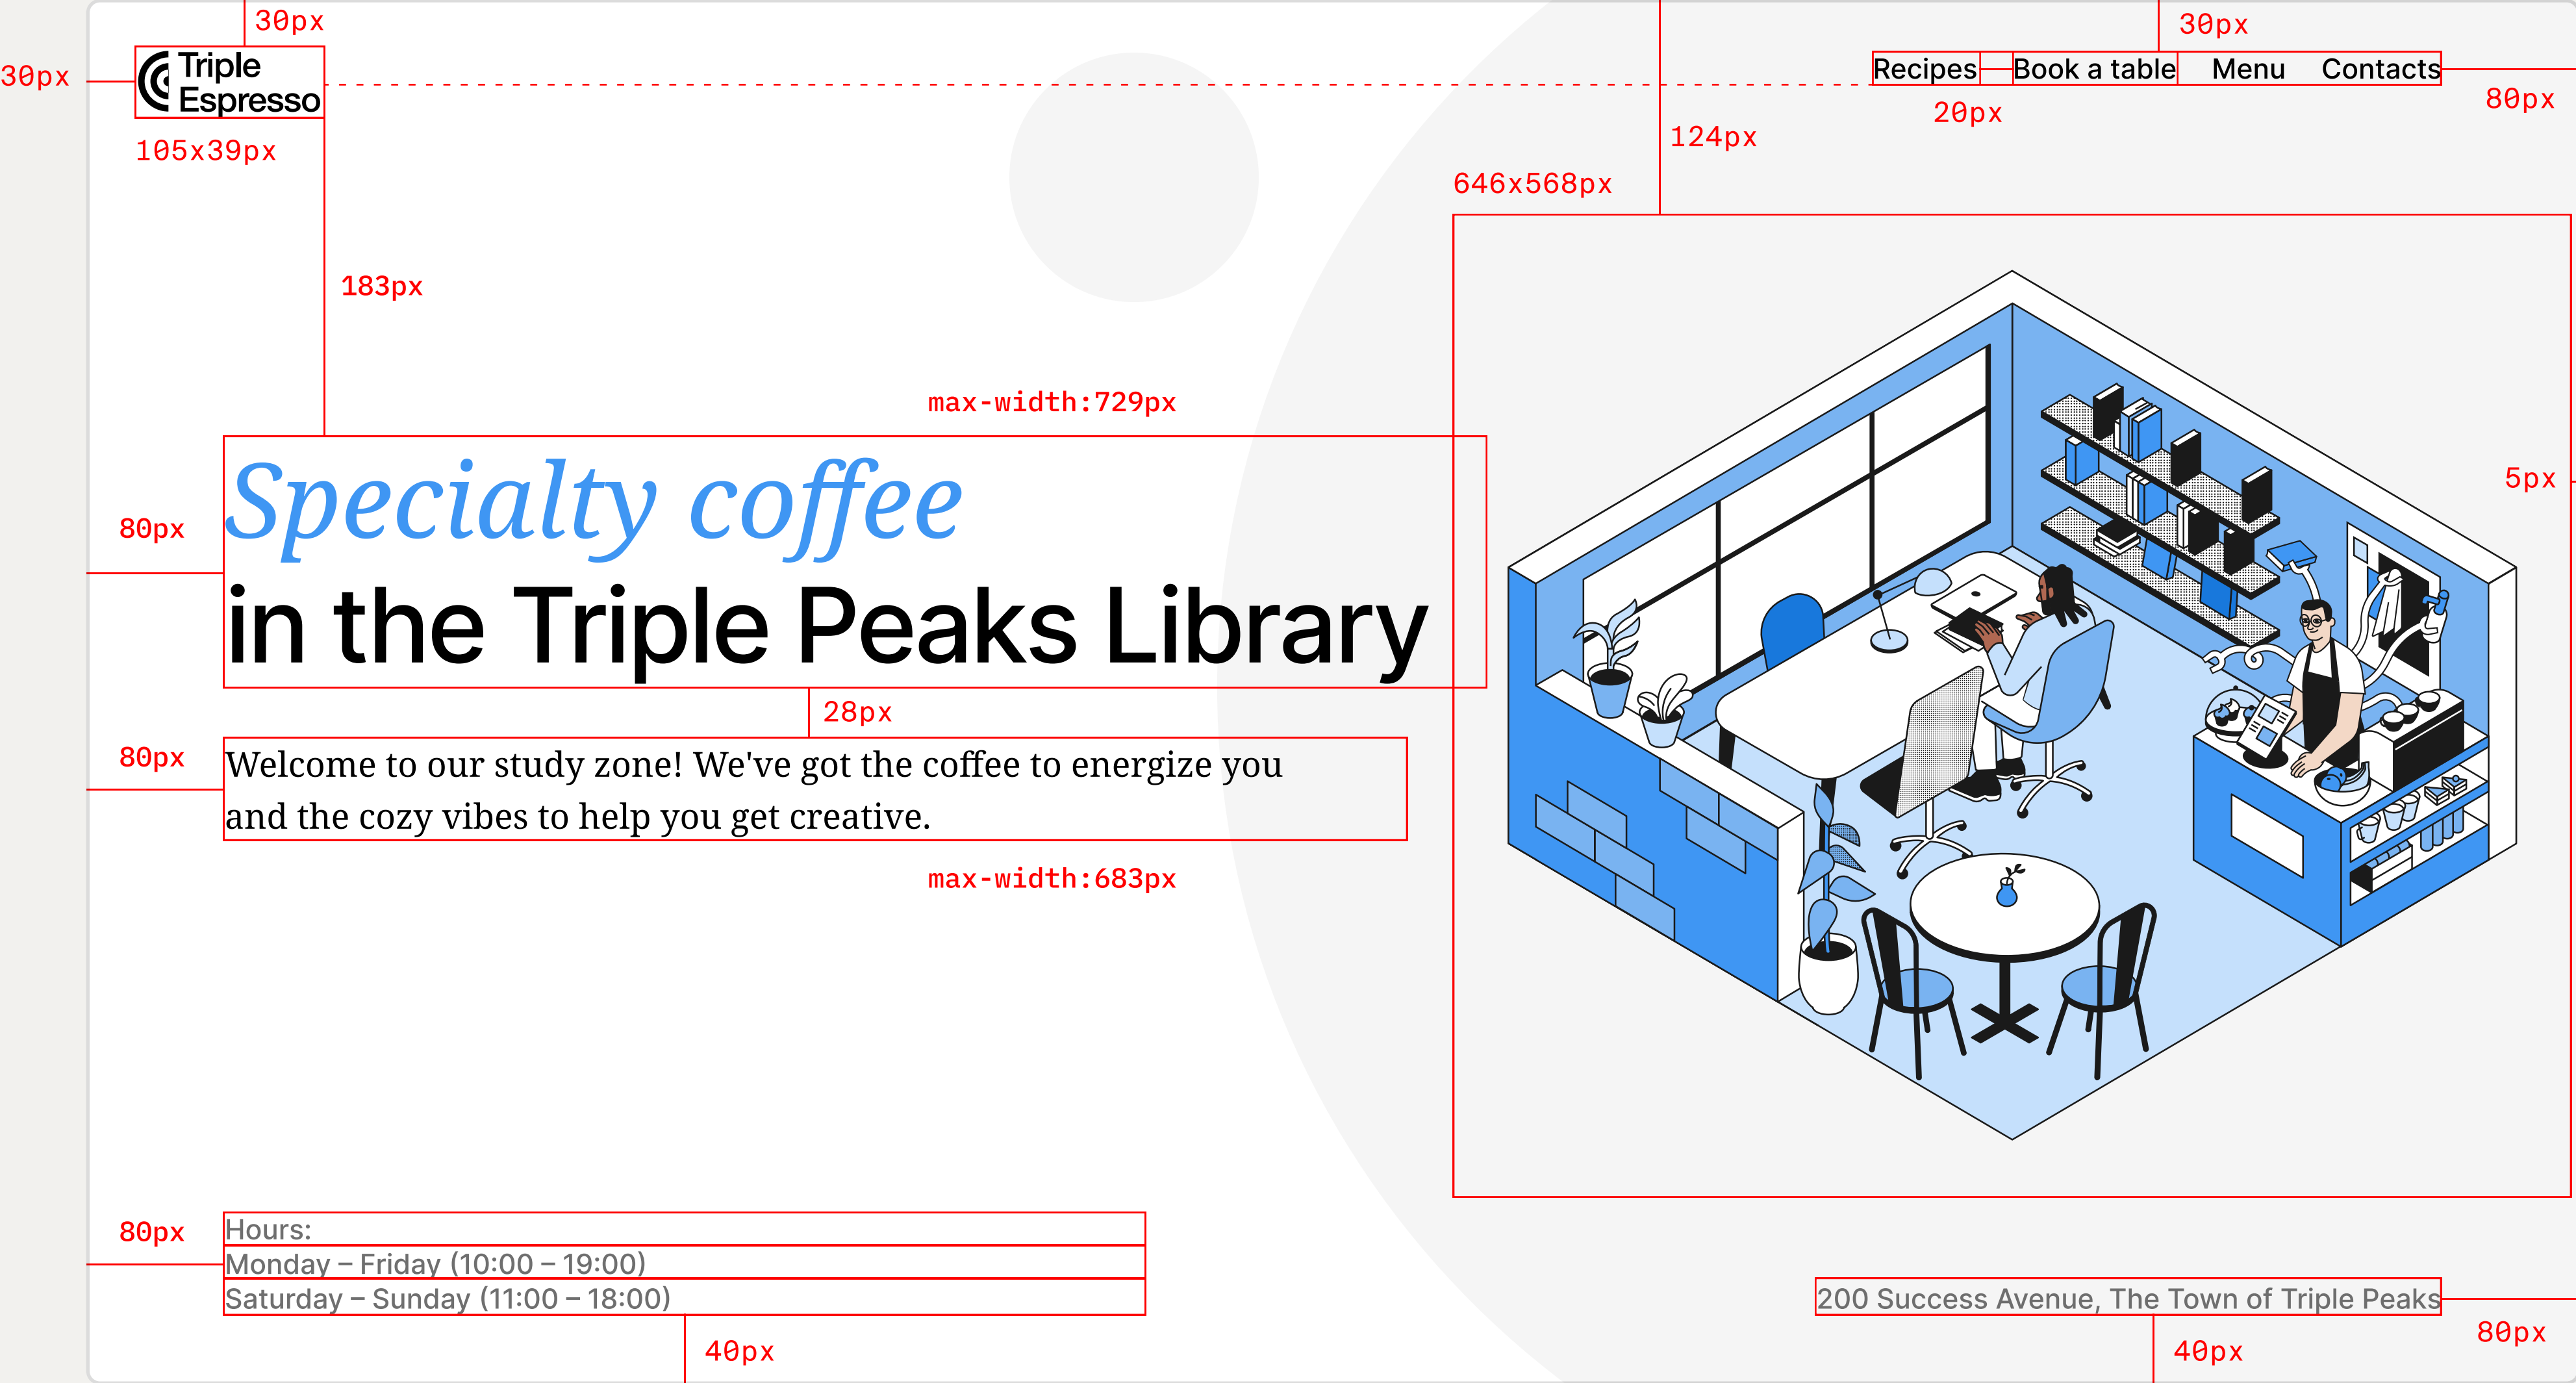 30px
30px
30px
Triple
Espresso
Recipes
Book a table
Menu
Contacts
105x39px
20px
80px
124px
646x568px
183px
max-width:729px
5px
80px
Specialty coffee
in the Triple Peaks Library
28px
80px
Welcome to our study zone! We've got the coffee to energize you
and the cozy vibes to help you get creative.
max-width:683px
80px
Hours:
Monday – Friday (10:00 – 19:00)
Saturday – Sunday (11:00 – 18:00)
200 Success Avenue, The Town of Triple Peaks
80px
40px
40px